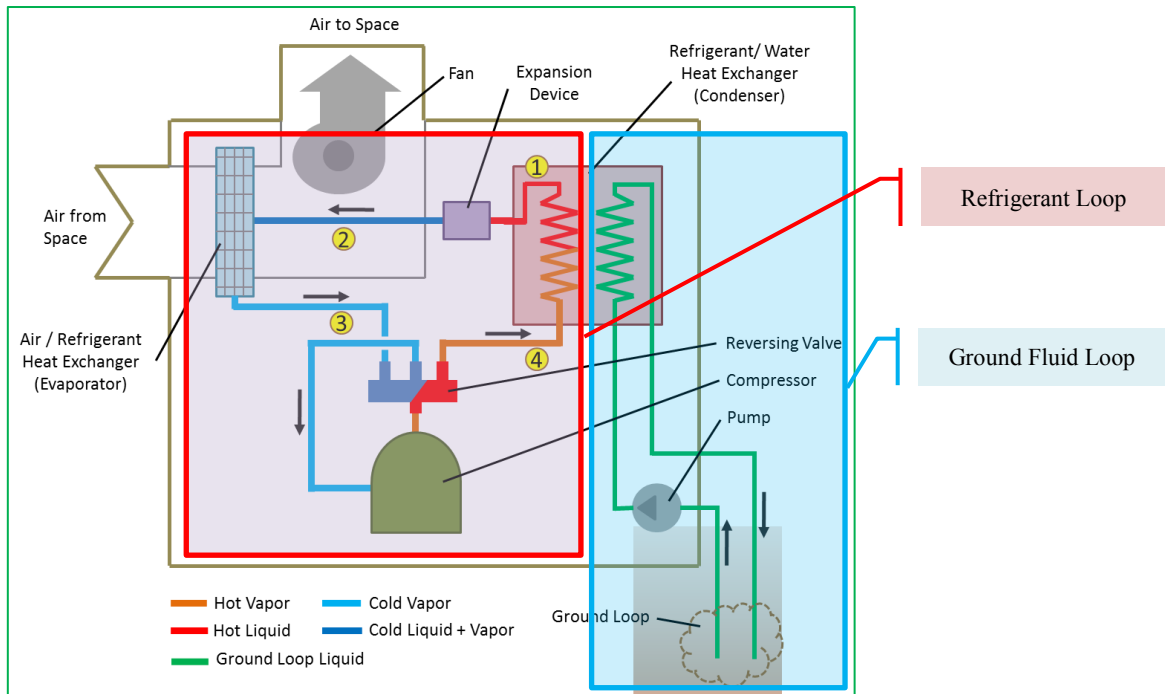 Air to Space
Fan
Expansion
Device
Refrigerant/ Water
Heat Exchanger
(Condenser)
1
Refrigerant Loop
Air from
Space
2
Ground Fluid Loop
3
4
Air / Refrigerant
Heat Exchanger
(Evaporator)
Reversing Valve
Compressor
Pump
Hot Vapor
Cold Vapor
Hot Liquid
Cold Liquid + Vapor
Ground Loop Liquid
Ground Loop